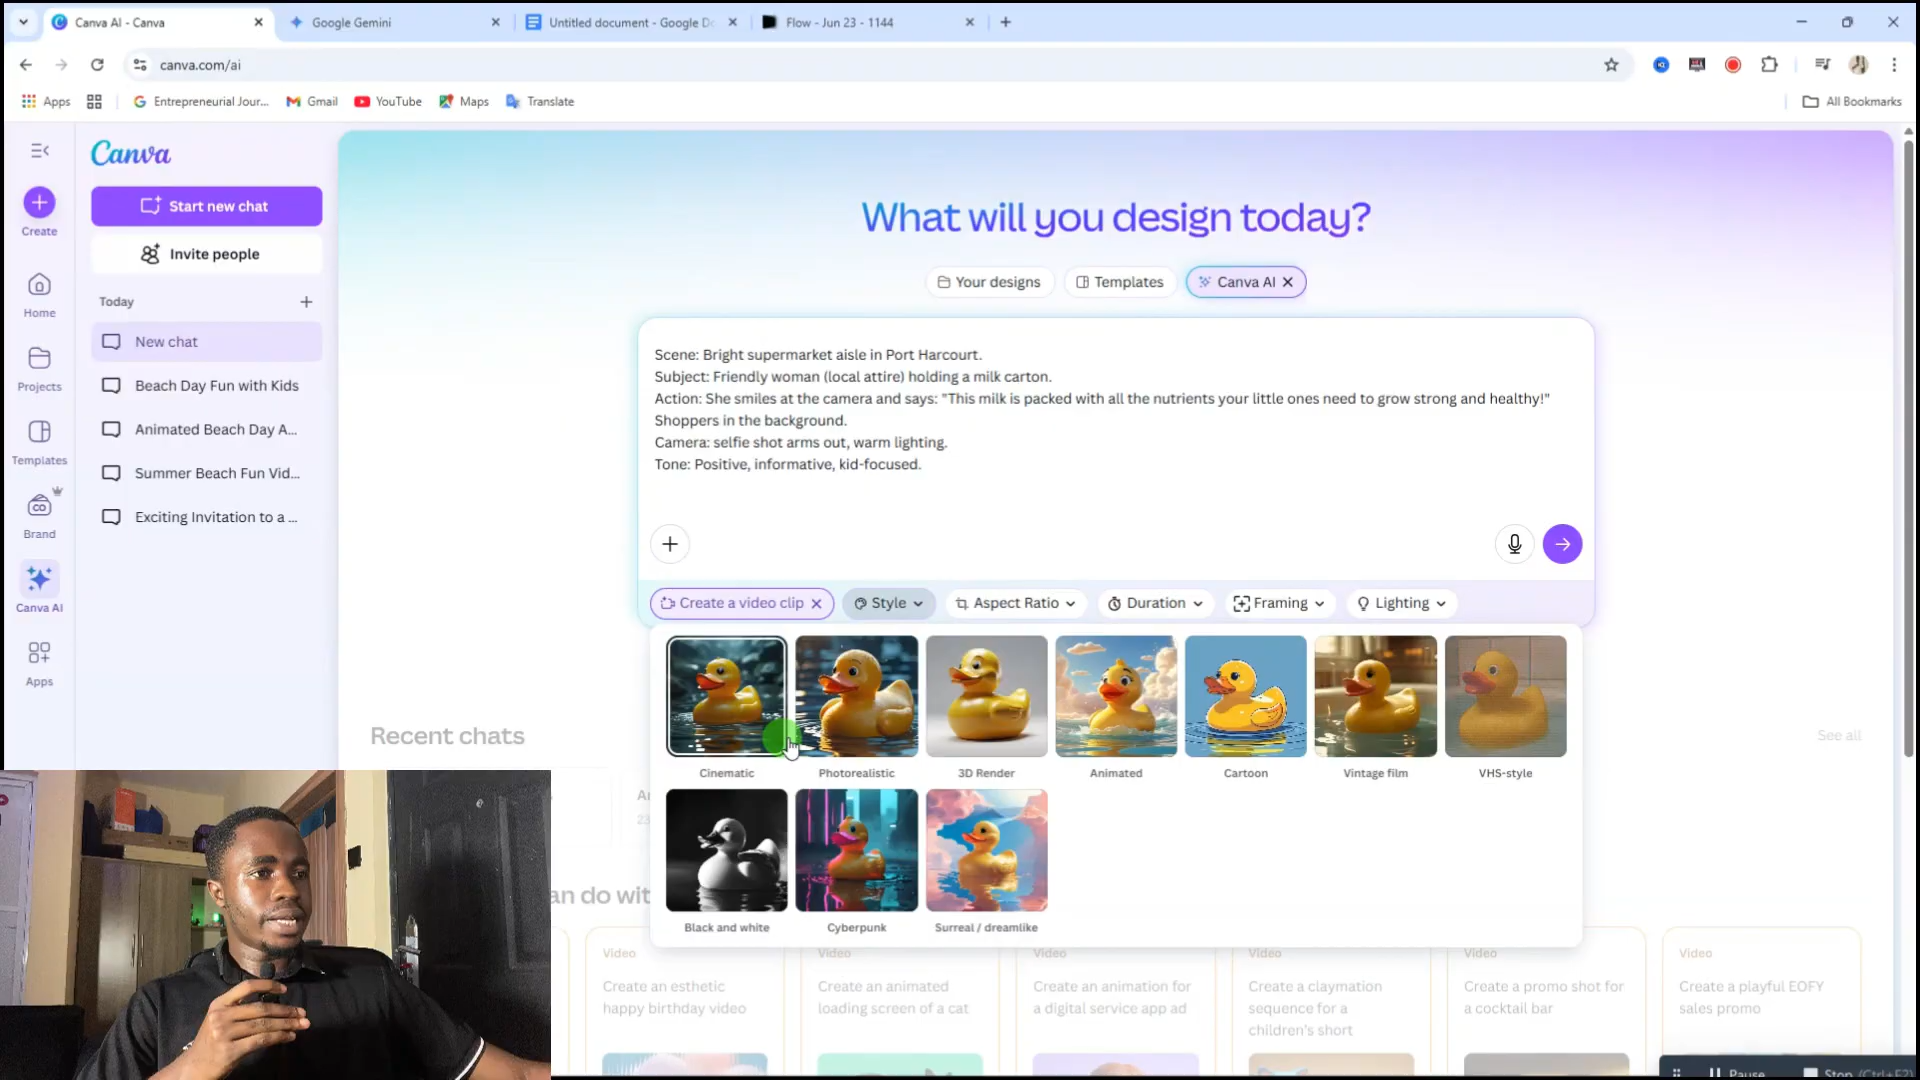 Canva AI - Canva
Google Gemini
Untitled document - Google Do
Flow - Jun 23 - 1144
canva.com/ai
Apps
Entrepreneurial Jour...
Gmail
YouTube
Maps
Translate
All Bookmarks
Canva
Start new chat
Invite people
Today
New chat
Beach Day Fun with Kids
Animated Beach Day A...
Summer Beach Fun Vid...
Exciting Invitation to a ...
Create
Home
Projects
Templates
Brand
Canva AI
Apps
What will you design today?
Your designs
Templates
Canva AI
Scene: Bright supermarket aisle in Port Harcourt.
Subject: Friendly woman (local attire) holding a milk carton.
Action: She smiles at the camera and says: "This milk is packed with all the nutrients your little ones need to grow strong and healthy!"
Shoppers in the background.
Camera: selfie shot arms out, warm lighting.
Tone: Positive, informative, kid-focused.
Create a video clip
Style
Aspect Ratio
Duration
Framing
Lighting
Cinematic
Photorealistic
3D Render
Animated
Cartoon
Vintage film
VHS-style
Black and white
Cyberpunk
Surreal / dreamlike
Recent chats
See all
an do wit
Video
Create an esthetic
happy birthday video
Video
Create an animated
loading screen of a cat
Video
Create an animation for
a digital service app ad
Video
Create a claymation
sequence for a
children's short
Video
Create a promo shot for
a cocktail bar
Video
Create a playful EOFY
sales promo
Pause
Stop (Ctrl+F2)